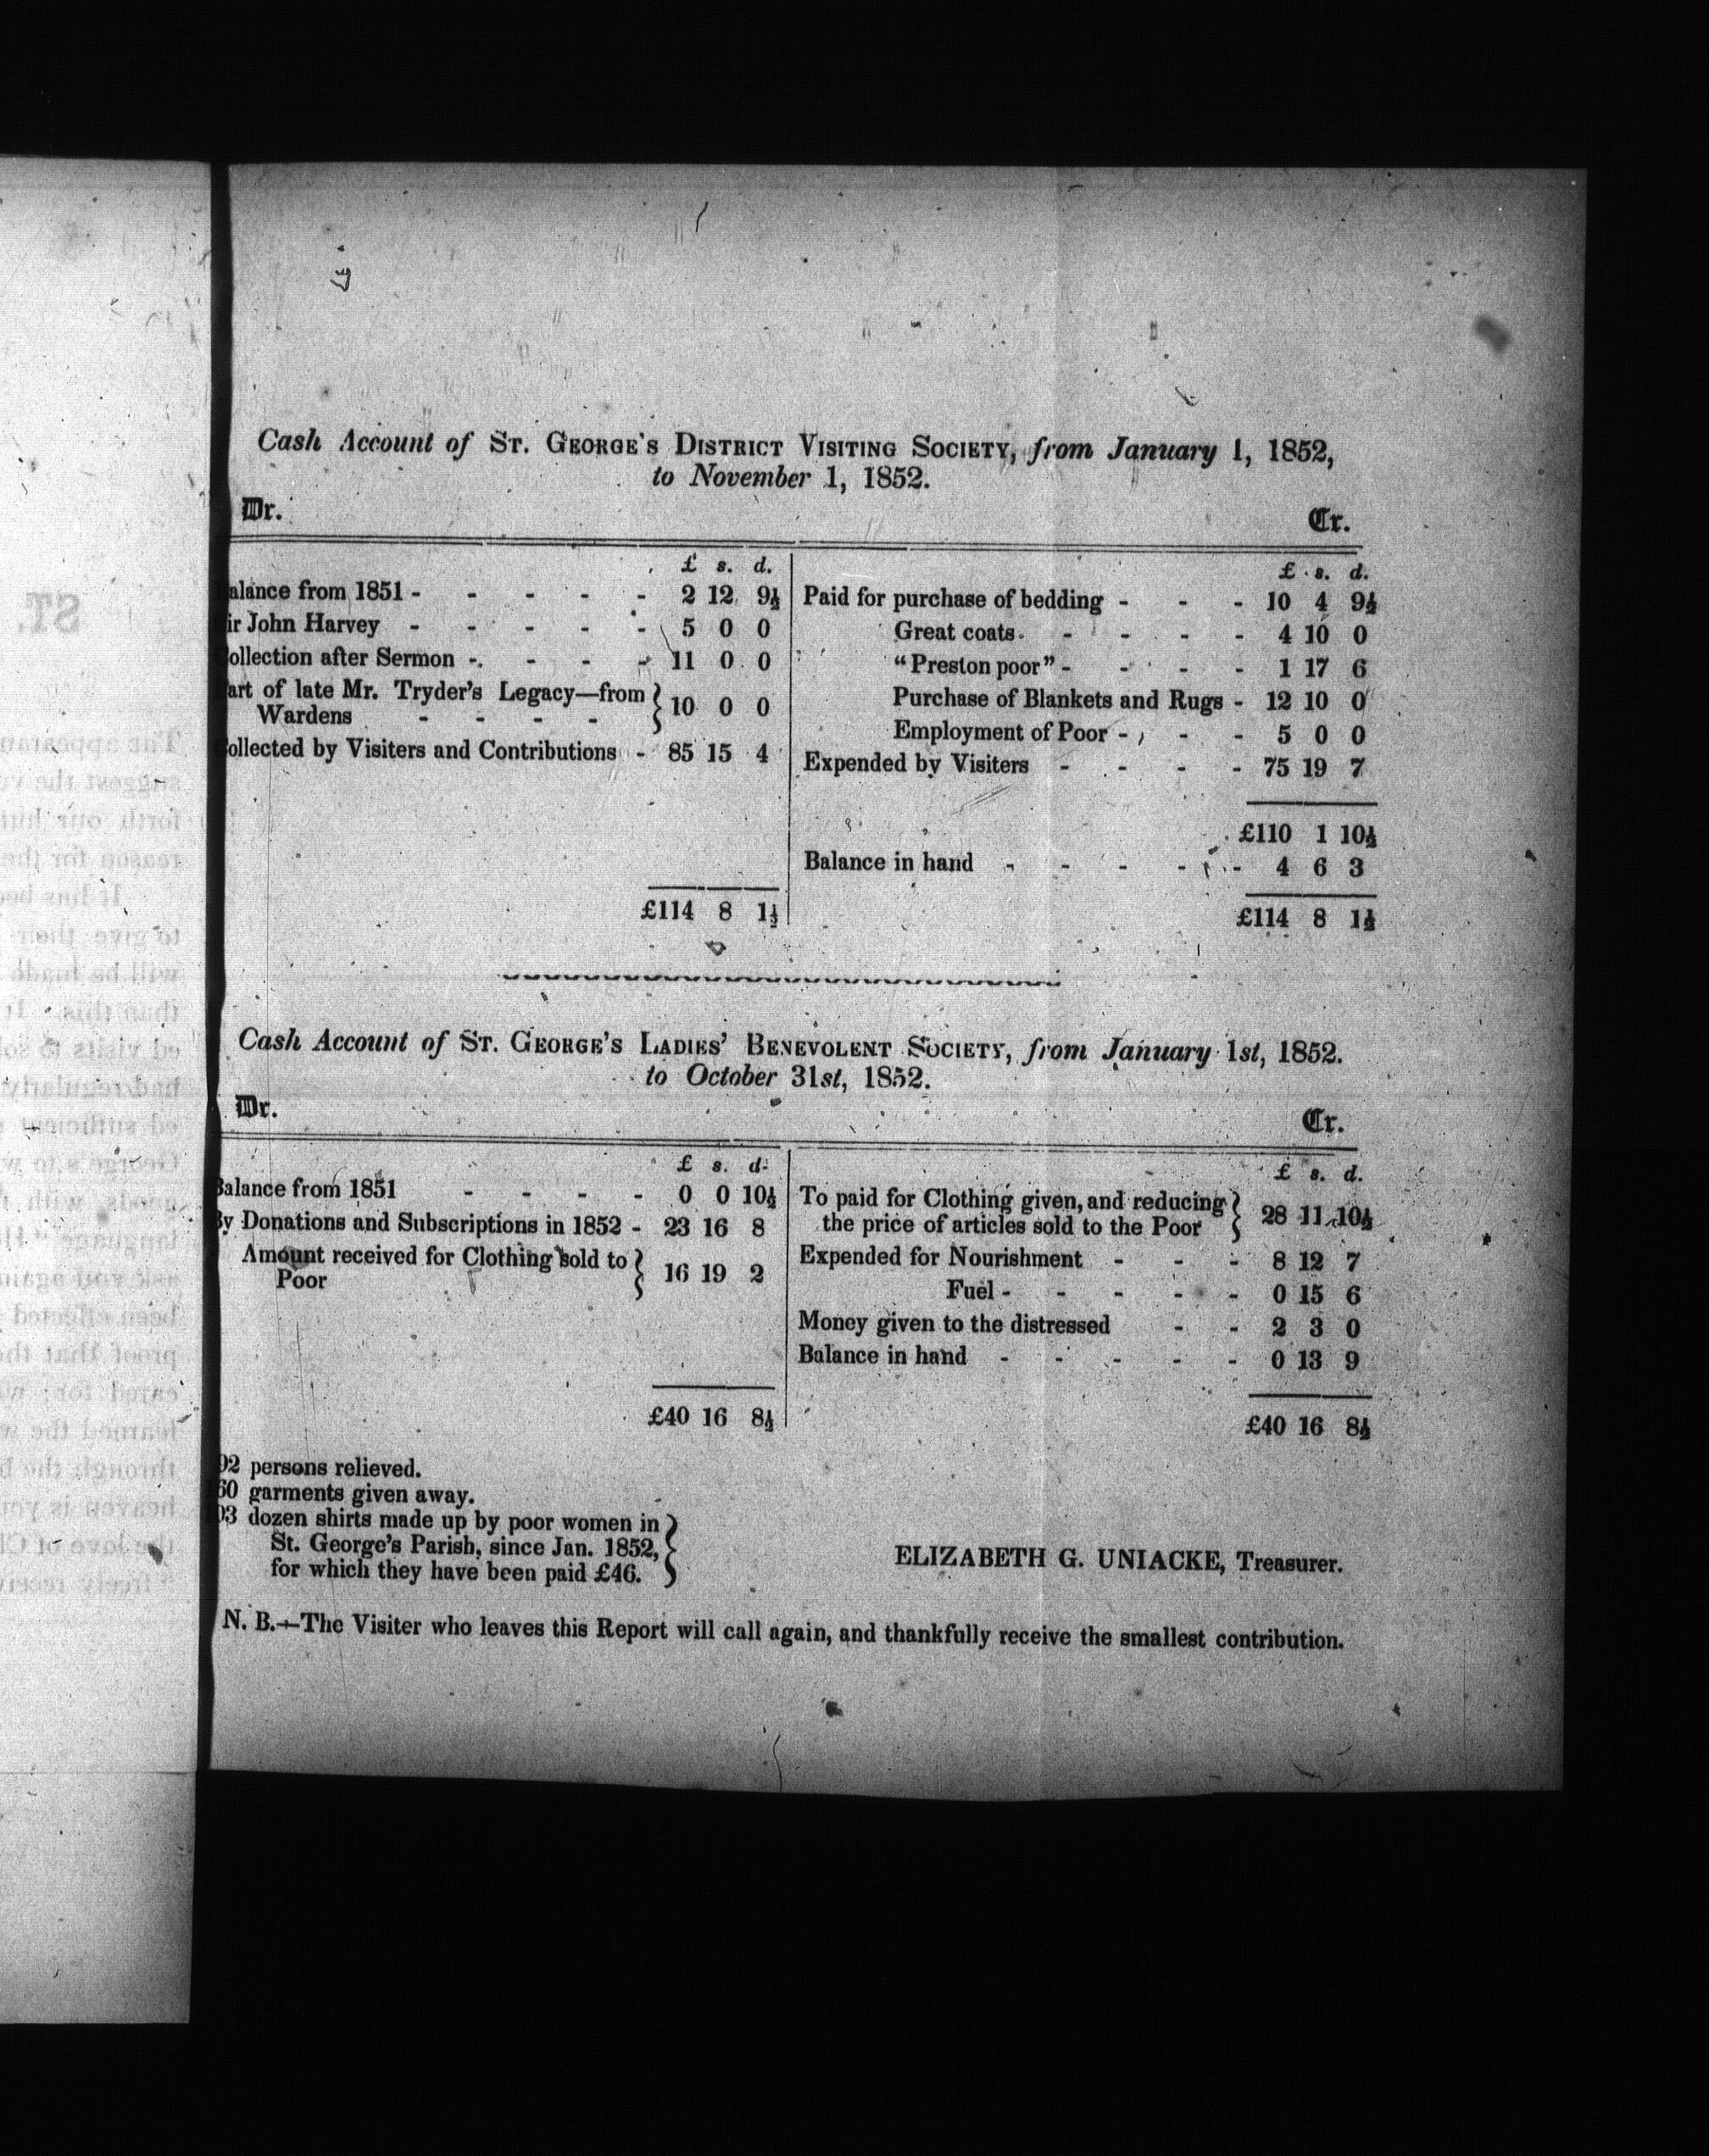 Cash Account of ST. GEORGE'S DISTRICT VISITING SOCIETY, from January 1, 1852,
to November 1, 1852.
Dr. Cr.
£ s. d.
alance from 1851 - - - - - 2 12 9½
ir John Harvey - - - - - 5 0 0
ollection after Sermon - - - - 11 0 0
art of late Mr. Tryder's Legacy—from
Wardens - - - - } 10 0 0
ollected by Visiters and Contributions - 85 15 4
£114 8 1½
£ s. d.
Paid for purchase of bedding - - - 10 4 9½
Great coats - - - - 4 10 0
"Preston poor" - - - - 1 17 6
Purchase of Blankets and Rugs - 12 10 0
Employment of Poor - - - 5 0 0
Expended by Visiters - - - - 75 19 7
£110 1 10½
Balance in hand - - - - - 4 6 3
£114 8 1½
Cash Account of ST. GEORGE'S LADIES' BENEVOLENT SOCIETY, from January 1st, 1852.
to October 31st, 1852.
Dr. Cr.
£ s. d.
Balance from 1851 - - - - 0 0 10½
By Donations and Subscriptions in 1852 - 23 16 8
Amount received for Clothing sold to
Poor } 16 19 2
£40 16 8½
£ s. d.
To paid for Clothing given, and reducing
the price of articles sold to the Poor } 28 11 10½
Expended for Nourishment - - - 8 12 7
Fuel - - - - - 0 15 6
Money given to the distressed - - 2 3 0
Balance in hand - - - - - 0 13 9
£40 16 8½
92 persons relieved.
60 garments given away.
03 dozen shirts made up by poor women in
St. George's Parish, since Jan. 1852,
for which they have been paid £46. }
ELIZABETH G. UNIACKE, Treasurer.
N. B.—The Visiter who leaves this Report will call again, and thankfully receive the smallest contribution.